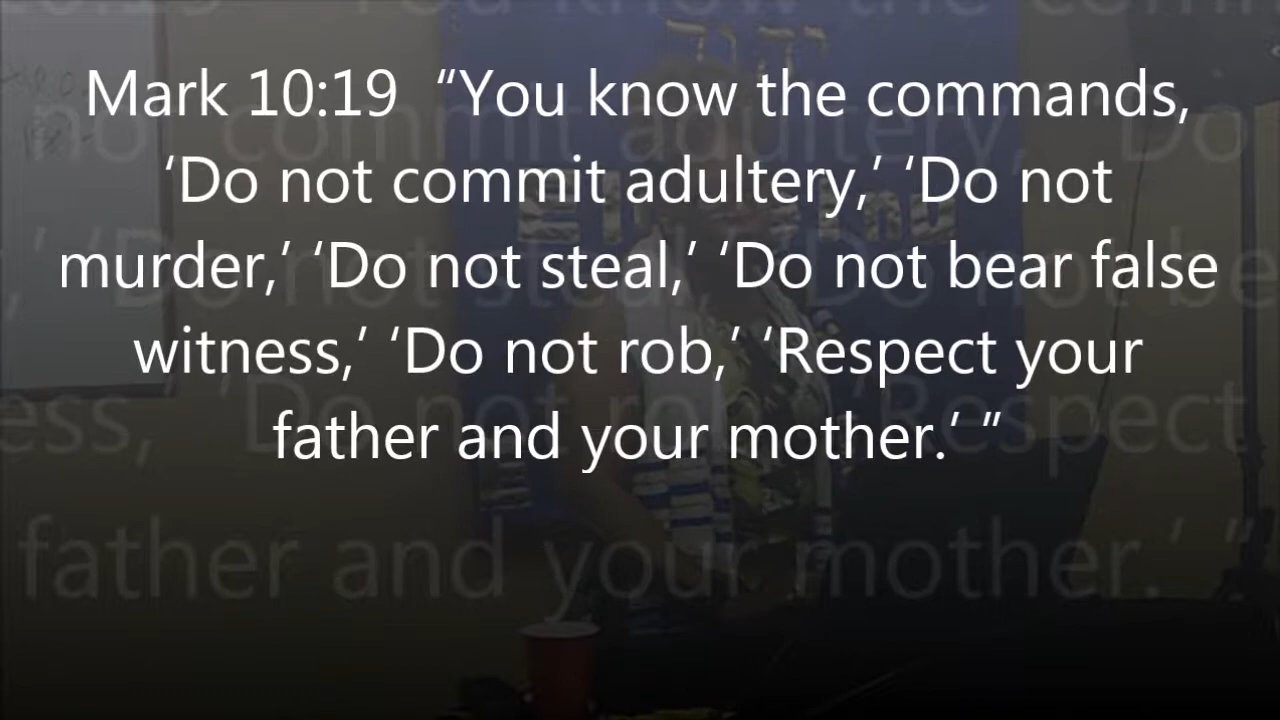 Mark 10:19 “You know the commands,
‘Do not commit adultery,’ ‘Do not
murder,’ ‘Do not steal,’ ‘Do not bear false
witness,’ ‘Do not rob,’ ‘Respect your
father and your mother.’ ”
יהוה